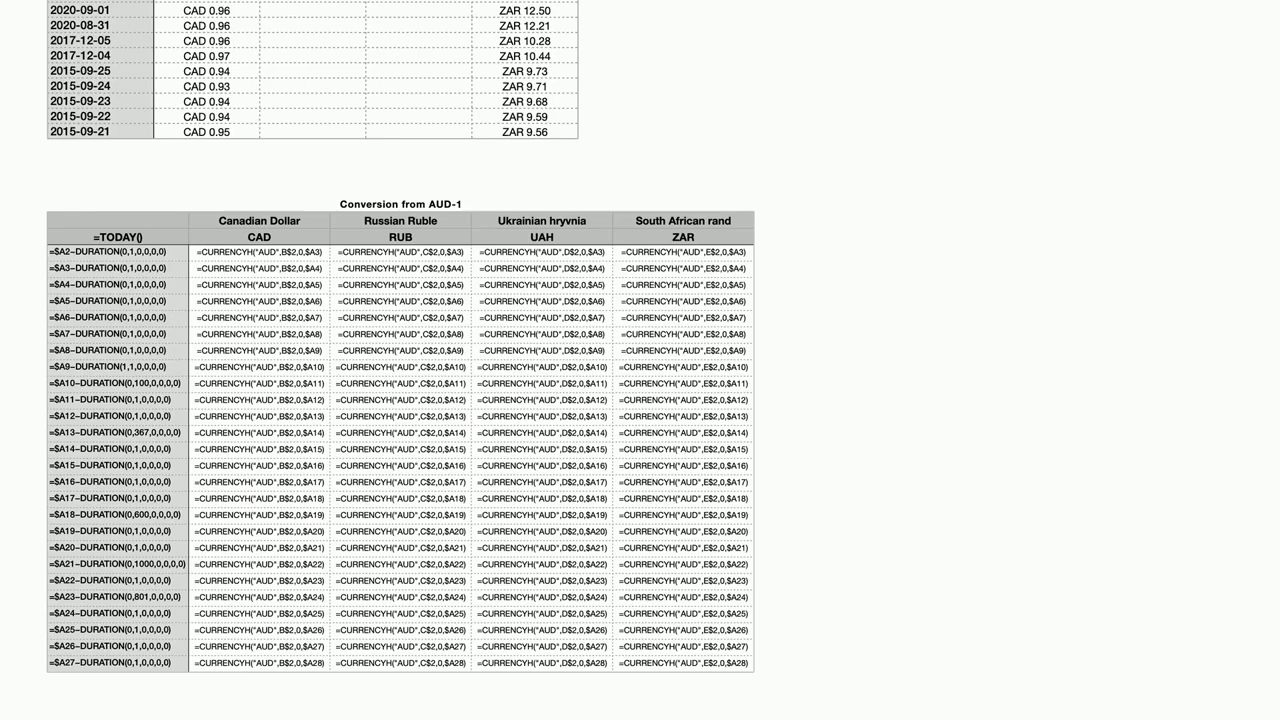 2020-09-01 CAD 0.96 ZAR 12.50
2020-08-31 CAD 0.96 ZAR 12.21
2017-12-05 CAD 0.96 ZAR 10.28
2017-12-04 CAD 0.97 ZAR 10.44
2015-09-25 CAD 0.94 ZAR 9.73
2015-09-24 CAD 0.93 ZAR 9.71
2015-09-23 CAD 0.94 ZAR 9.68
2015-09-22 CAD 0.94 ZAR 9.59
2015-09-21 CAD 0.95 ZAR 9.56
Conversion from AUD-1
Canadian Dollar Russian Ruble Ukrainian hryvnia South African rand
=TODAY() CAD RUB UAH ZAR
=$A2−DURATION(0,1,0,0,0,0) =CURRENCYH("AUD",B$2,0,$A3) =CURRENCYH("AUD",C$2,0,$A3) =CURRENCYH("AUD",D$2,0,$A3) =CURRENCYH("AUD",E$2,0,$A3)
=$A3−DURATION(0,1,0,0,0,0) =CURRENCYH("AUD",B$2,0,$A4) =CURRENCYH("AUD",C$2,0,$A4) =CURRENCYH("AUD",D$2,0,$A4) =CURRENCYH("AUD",E$2,0,$A4)
=$A4−DURATION(0,1,0,0,0,0) =CURRENCYH("AUD",B$2,0,$A5) =CURRENCYH("AUD",C$2,0,$A5) =CURRENCYH("AUD",D$2,0,$A5) =CURRENCYH("AUD",E$2,0,$A5)
=$A5−DURATION(0,1,0,0,0,0) =CURRENCYH("AUD",B$2,0,$A6) =CURRENCYH("AUD",C$2,0,$A6) =CURRENCYH("AUD",D$2,0,$A6) =CURRENCYH("AUD",E$2,0,$A6)
=$A6−DURATION(0,1,0,0,0,0) =CURRENCYH("AUD",B$2,0,$A7) =CURRENCYH("AUD",C$2,0,$A7) =CURRENCYH("AUD",D$2,0,$A7) =CURRENCYH("AUD",E$2,0,$A7)
=$A7−DURATION(0,1,0,0,0,0) =CURRENCYH("AUD",B$2,0,$A8) =CURRENCYH("AUD",C$2,0,$A8) =CURRENCYH("AUD",D$2,0,$A8) =CURRENCYH("AUD",E$2,0,$A8)
=$A8−DURATION(0,1,0,0,0,0) =CURRENCYH("AUD",B$2,0,$A9) =CURRENCYH("AUD",C$2,0,$A9) =CURRENCYH("AUD",D$2,0,$A9) =CURRENCYH("AUD",E$2,0,$A9)
=$A9−DURATION(1,1,0,0,0,0) =CURRENCYH("AUD",B$2,0,$A10) =CURRENCYH("AUD",C$2,0,$A10) =CURRENCYH("AUD",D$2,0,$A10) =CURRENCYH("AUD",E$2,0,$A10)
=$A10−DURATION(0,100,0,0,0,0) =CURRENCYH("AUD",B$2,0,$A11) =CURRENCYH("AUD",C$2,0,$A11) =CURRENCYH("AUD",D$2,0,$A11) =CURRENCYH("AUD",E$2,0,$A11)
=$A11−DURATION(0,1,0,0,0,0) =CURRENCYH("AUD",B$2,0,$A12) =CURRENCYH("AUD",C$2,0,$A12) =CURRENCYH("AUD",D$2,0,$A12) =CURRENCYH("AUD",E$2,0,$A12)
=$A12−DURATION(0,1,0,0,0,0) =CURRENCYH("AUD",B$2,0,$A13) =CURRENCYH("AUD",C$2,0,$A13) =CURRENCYH("AUD",D$2,0,$A13) =CURRENCYH("AUD",E$2,0,$A13)
=$A13−DURATION(0,367,0,0,0,0) =CURRENCYH("AUD",B$2,0,$A14) =CURRENCYH("AUD",C$2,0,$A14) =CURRENCYH("AUD",D$2,0,$A14) =CURRENCYH("AUD",E$2,0,$A14)
=$A14−DURATION(0,1,0,0,0,0) =CURRENCYH("AUD",B$2,0,$A15) =CURRENCYH("AUD",C$2,0,$A15) =CURRENCYH("AUD",D$2,0,$A15) =CURRENCYH("AUD",E$2,0,$A15)
=$A15−DURATION(0,1,0,0,0,0) =CURRENCYH("AUD",B$2,0,$A16) =CURRENCYH("AUD",C$2,0,$A16) =CURRENCYH("AUD",D$2,0,$A16) =CURRENCYH("AUD",E$2,0,$A16)
=$A16−DURATION(0,1,0,0,0,0) =CURRENCYH("AUD",B$2,0,$A17) =CURRENCYH("AUD",C$2,0,$A17) =CURRENCYH("AUD",D$2,0,$A17) =CURRENCYH("AUD",E$2,0,$A17)
=$A17−DURATION(0,1,0,0,0,0) =CURRENCYH("AUD",B$2,0,$A18) =CURRENCYH("AUD",C$2,0,$A18) =CURRENCYH("AUD",D$2,0,$A18) =CURRENCYH("AUD",E$2,0,$A18)
=$A18−DURATION(0,600,0,0,0,0) =CURRENCYH("AUD",B$2,0,$A19) =CURRENCYH("AUD",C$2,0,$A19) =CURRENCYH("AUD",D$2,0,$A19) =CURRENCYH("AUD",E$2,0,$A19)
=$A19−DURATION(0,1,0,0,0,0) =CURRENCYH("AUD",B$2,0,$A20) =CURRENCYH("AUD",C$2,0,$A20) =CURRENCYH("AUD",D$2,0,$A20) =CURRENCYH("AUD",E$2,0,$A20)
=$A20−DURATION(0,1,0,0,0,0) =CURRENCYH("AUD",B$2,0,$A21) =CURRENCYH("AUD",C$2,0,$A21) =CURRENCYH("AUD",D$2,0,$A21) =CURRENCYH("AUD",E$2,0,$A21)
=$A21−DURATION(0,1000,0,0,0,0) =CURRENCYH("AUD",B$2,0,$A22) =CURRENCYH("AUD",C$2,0,$A22) =CURRENCYH("AUD",D$2,0,$A22) =CURRENCYH("AUD",E$2,0,$A22)
=$A22−DURATION(0,1,0,0,0,0) =CURRENCYH("AUD",B$2,0,$A23) =CURRENCYH("AUD",C$2,0,$A23) =CURRENCYH("AUD",D$2,0,$A23) =CURRENCYH("AUD",E$2,0,$A23)
=$A23−DURATION(0,801,0,0,0,0) =CURRENCYH("AUD",B$2,0,$A24) =CURRENCYH("AUD",C$2,0,$A24) =CURRENCYH("AUD",D$2,0,$A24) =CURRENCYH("AUD",E$2,0,$A24)
=$A24−DURATION(0,1,0,0,0,0) =CURRENCYH("AUD",B$2,0,$A25) =CURRENCYH("AUD",C$2,0,$A25) =CURRENCYH("AUD",D$2,0,$A25) =CURRENCYH("AUD",E$2,0,$A25)
=$A25−DURATION(0,1,0,0,0,0) =CURRENCYH("AUD",B$2,0,$A26) =CURRENCYH("AUD",C$2,0,$A26) =CURRENCYH("AUD",D$2,0,$A26) =CURRENCYH("AUD",E$2,0,$A26)
=$A26−DURATION(0,1,0,0,0,0) =CURRENCYH("AUD",B$2,0,$A27) =CURRENCYH("AUD",C$2,0,$A27) =CURRENCYH("AUD",D$2,0,$A27) =CURRENCYH("AUD",E$2,0,$A27)
=$A27−DURATION(0,1,0,0,0,0) =CURRENCYH("AUD",B$2,0,$A28) =CURRENCYH("AUD",C$2,0,$A28) =CURRENCYH("AUD",D$2,0,$A28) =CURRENCYH("AUD",E$2,0,$A28)